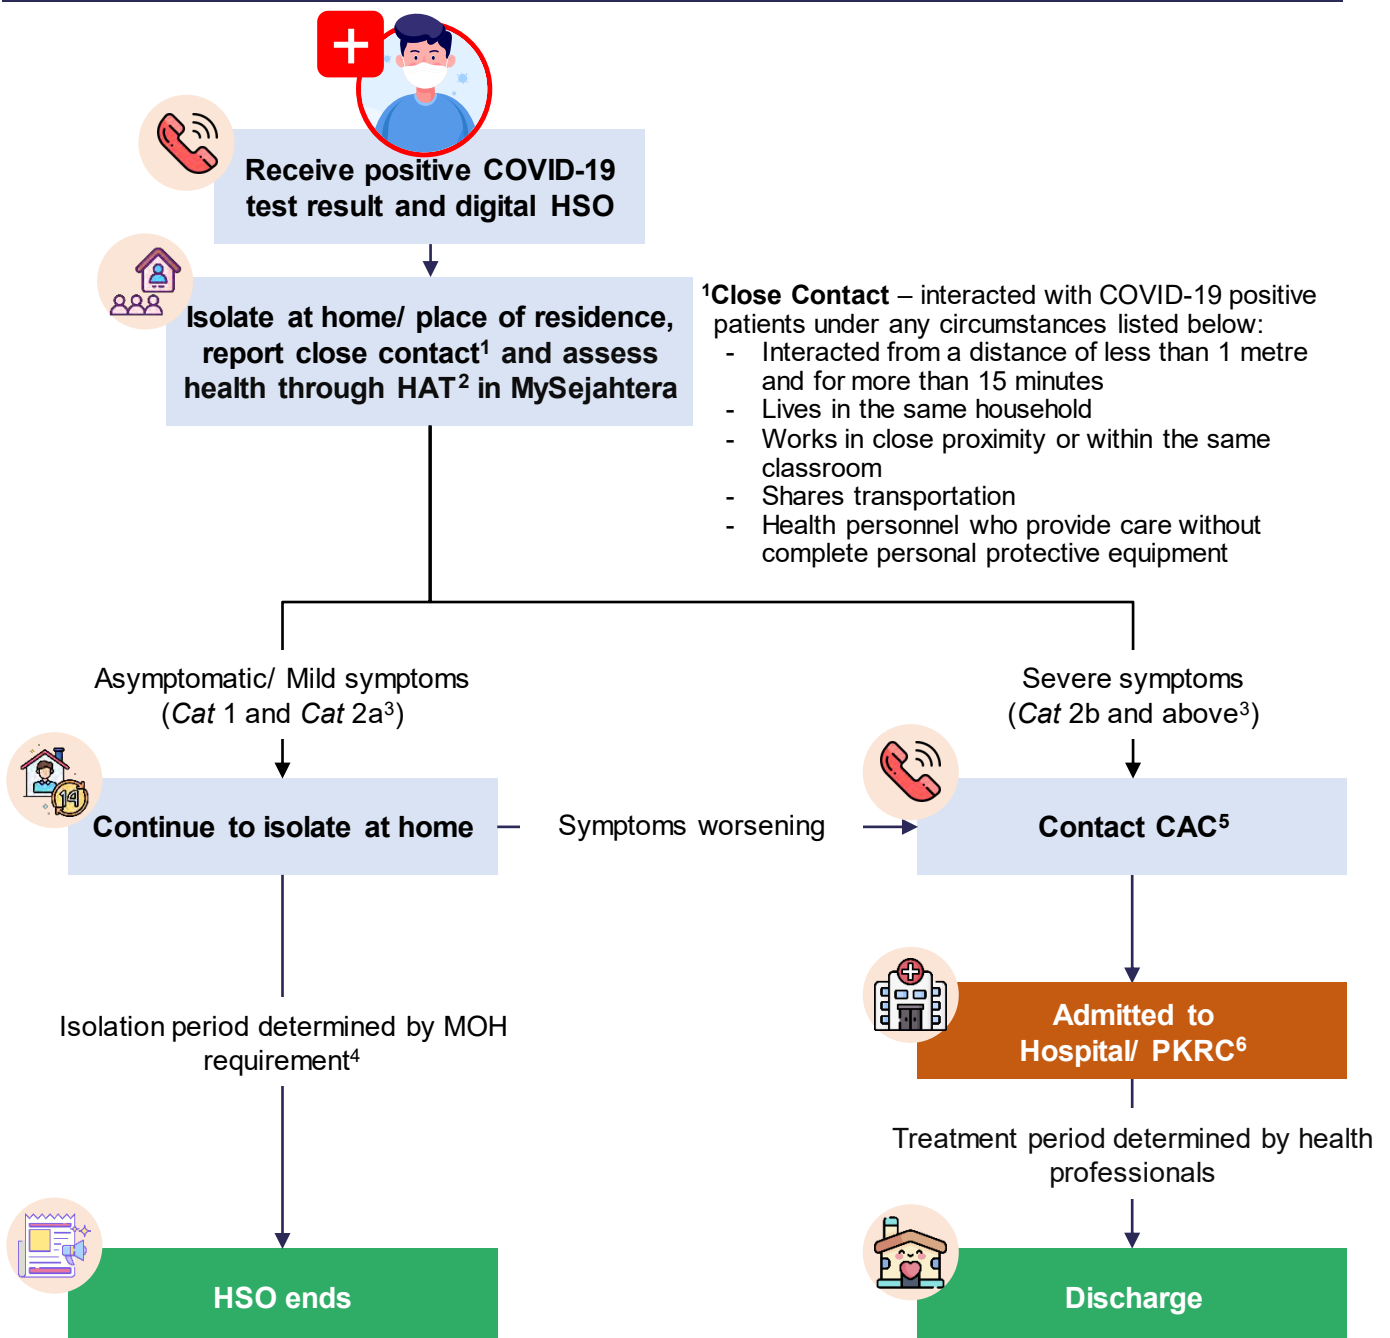 Receive positive COVID-19
test result and digital HSO
Isolate at home/ place of residence,
report close contact¹ and assess
health through HAT² in MySejahtera
¹Close Contact – interacted with COVID-19 positive
patients under any circumstances listed below:
- Interacted from a distance of less than 1 metre
and for more than 15 minutes
- Lives in the same household
- Works in close proximity or within the same
classroom
- Shares transportation
- Health personnel who provide care without
complete personal protective equipment
Asymptomatic/ Mild symptoms
(Cat 1 and Cat 2a³)
Severe symptoms
(Cat 2b and above³)
14
Continue to isolate at home
Symptoms worsening
Contact CAC⁵
Isolation period determined by MOH
requirement⁴
Admitted to
Hospital/ PKRC⁶
Treatment period determined by health
professionals
HSO ends
Discharge